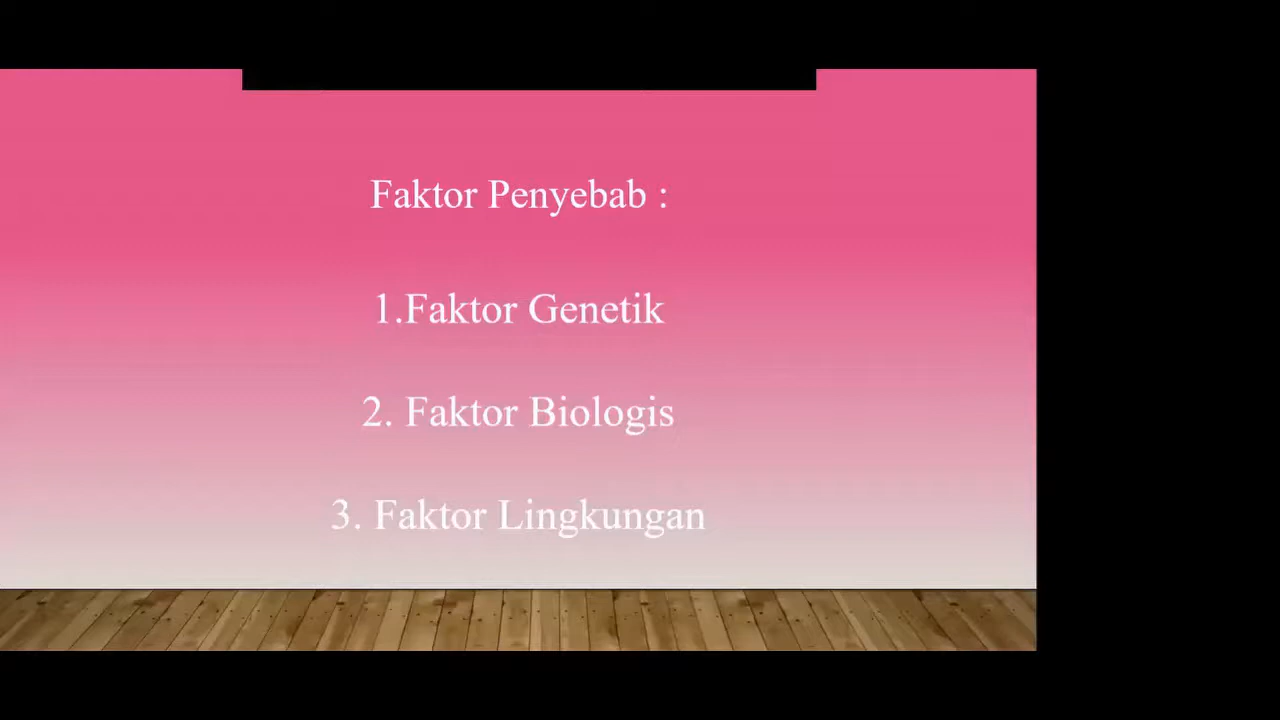 Faktor Penyebab :
1.Faktor Genetik
2. Faktor Biologis
3. Faktor Lingkungan